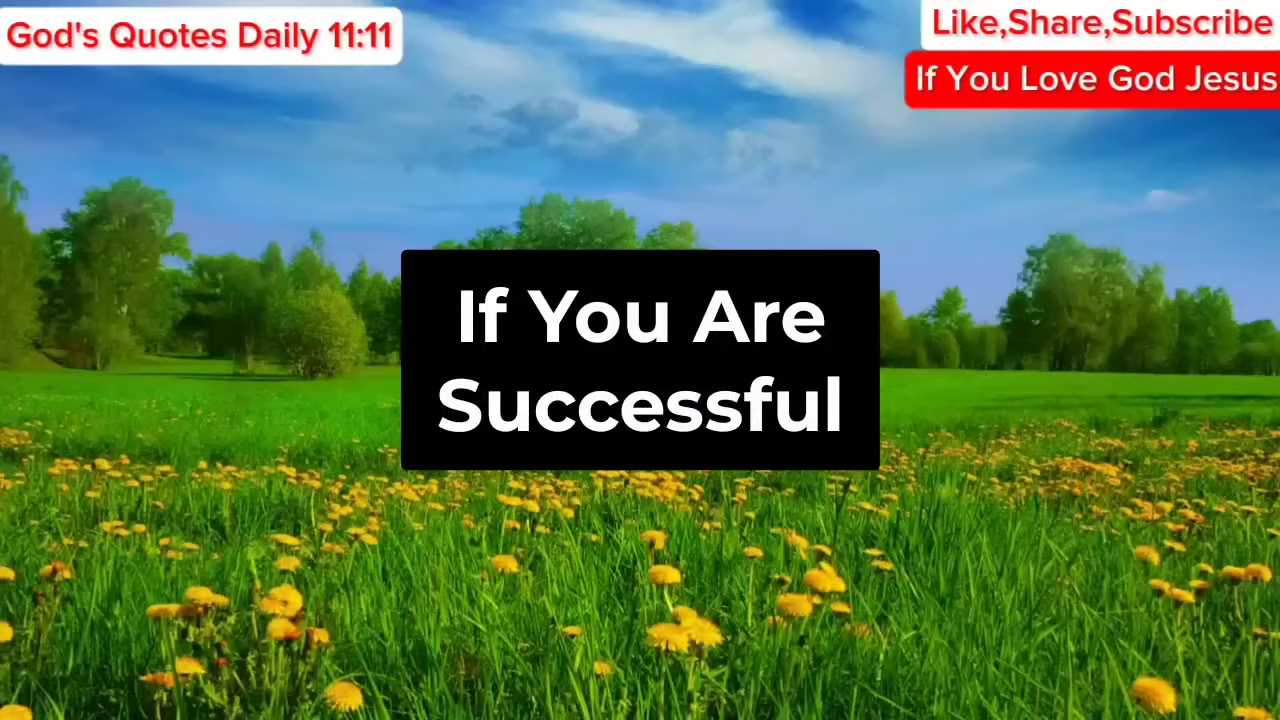 God's Quotes Daily 11:11
Like,Share,Subscribe
If You Love God Jesus
If You Are
Successful